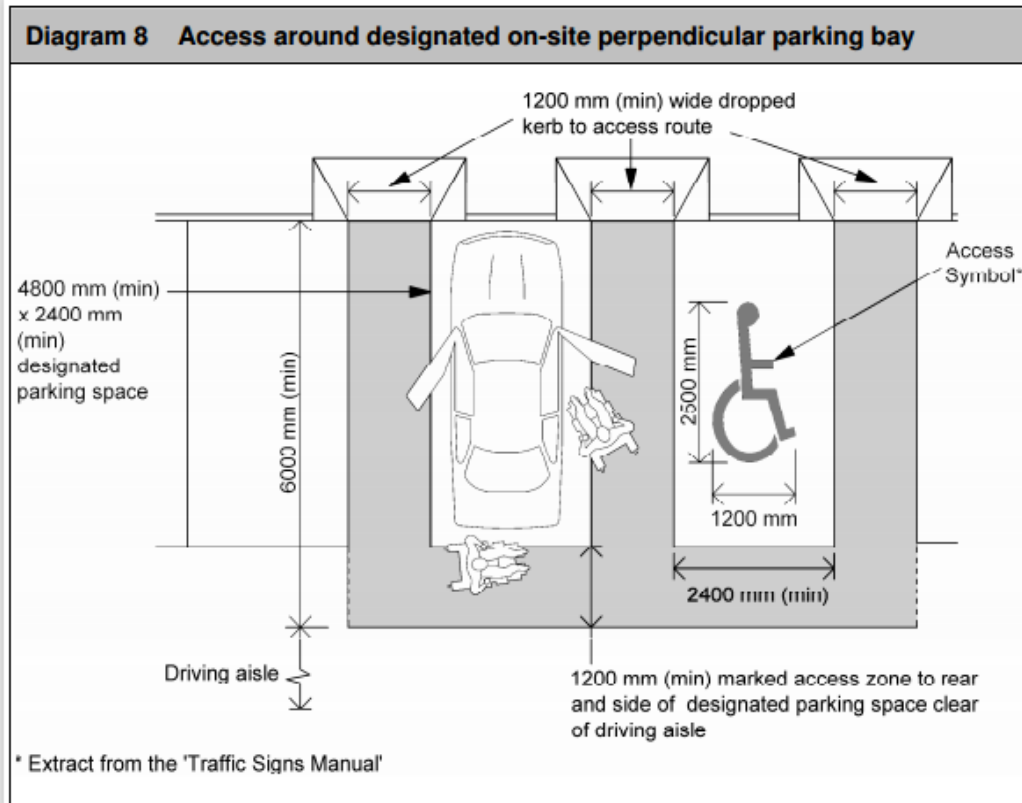 Diagram 8 Access around designated on-site perpendicular parking bay
1200 mm (min) wide dropped
kerb to access route
Access
Symbol*
4800 mm (min)
x 2400 mm
(min)
designated
parking space
6000 mm (min)
2500 mm
1200 mm
2400 mm (min)
Driving aisle
1200 mm (min) marked access zone to rear
and side of designated parking space clear
of driving aisle
* Extract from the 'Traffic Signs Manual'